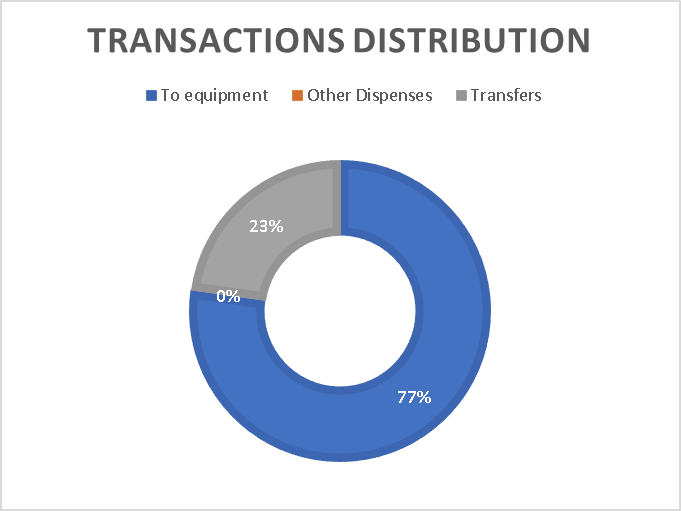 TRANSACTIONS DISTRIBUTION
To equipment Other Dispenses Transfers
23%
0%
77%